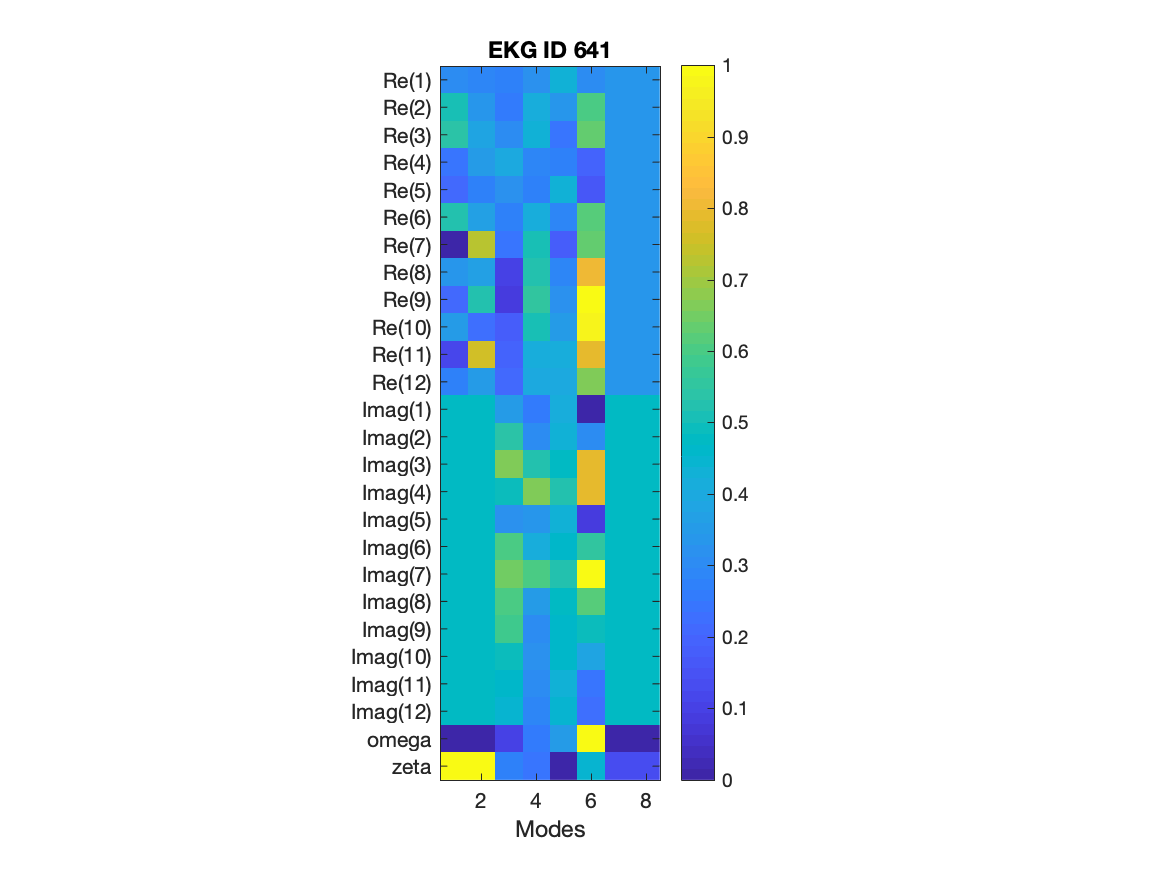 EKG ID 641
Re(1)
Re(2)
Re(3)
Re(4)
Re(5)
Re(6)
Re(7)
Re(8)
Re(9)
Re(10)
Re(11)
Re(12)
Imag(1)
Imag(2)
Imag(3)
Imag(4)
Imag(5)
Imag(6)
Imag(7)
Imag(8)
Imag(9)
Imag(10)
Imag(11)
Imag(12)
omega
zeta
2 4 6 8
Modes
1
0.9
0.8
0.7
0.6
0.5
0.4
0.3
0.2
0.1
0